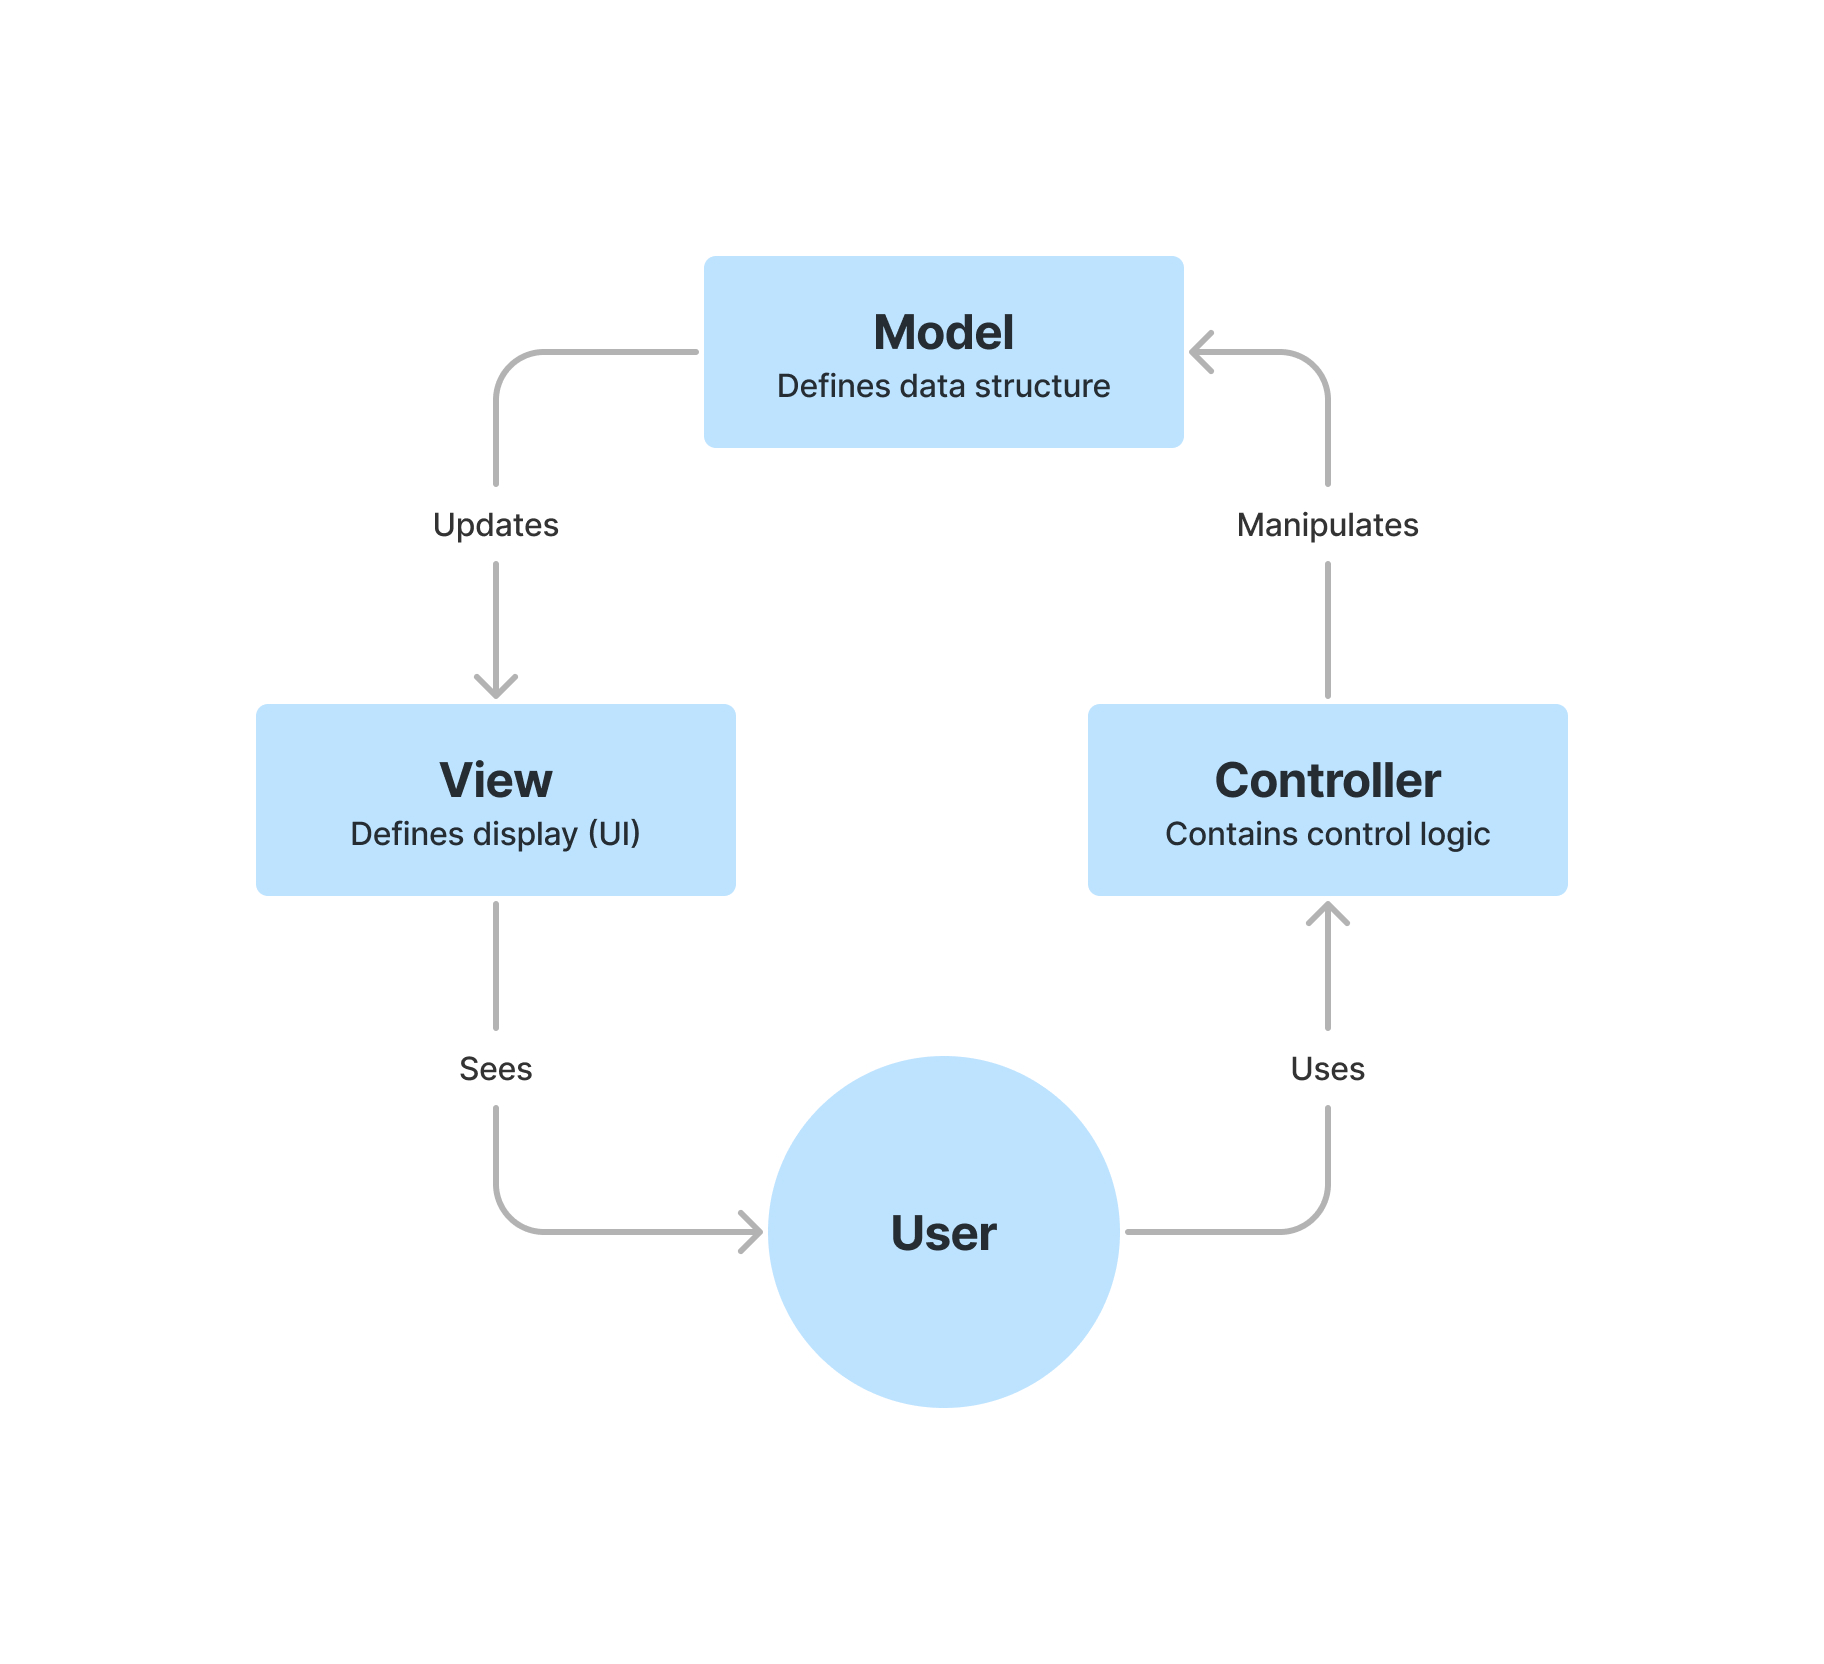 Model
Defines data structure
Updates
Manipulates
View
Defines display (UI)
Controller
Contains control logic
Sees
Uses
User